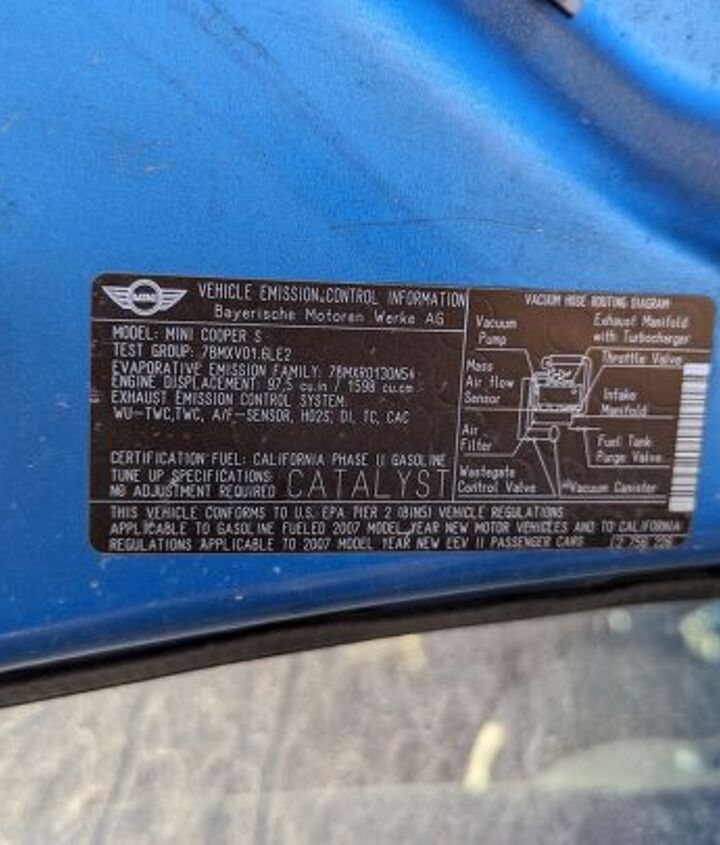 MINI
VEHICLE EMISSION CONTROL INFORMATION
Bayerische Motoren Werke AG
MODEL: MINI COOPER S
TEST GROUP: 7BMXV01.6LE2
EVAPORATIVE EMISSION FAMILY:
ENGINE DISPLACEMENT: 97.5 cu.in / 1598 cu.cm
EXHAUST EMISSION CONTROL SYSTEM:
WU-TWC,TWC, A/F-SENSOR, HO2S, DI, TC, CAC
CERTIFICATION FUEL: CALIFORNIA PHASE II GASOLINE
TUNE UP SPECIFICATIONS:
NO ADJUSTMENT REQUIRED
CATALYST
VACUUM HOSE ROUTING DIAGRAM
Vacuum
Pump
Exhaust Manifold
with Turbocharger
Throttle Valve
Mass
Air flow
Sensor
Intake
Manifold
Air
Filter
Fuel Tank
Purge Valve
Wastegate
Control Valve
Vacuum Canister
THIS VEHICLE CONFORMS TO U.S. EPA TIER 2 (BIN5) VEHICLE REGULATIONS
APPLICABLE TO GASOLINE FUELED 2007 MODEL YEAR NEW MOTOR VEHICLES AND TO CALIFORNIA
REGULATIONS APPLICABLE TO 2007 MODEL YEAR NEW LEV II PASSENGER CARS